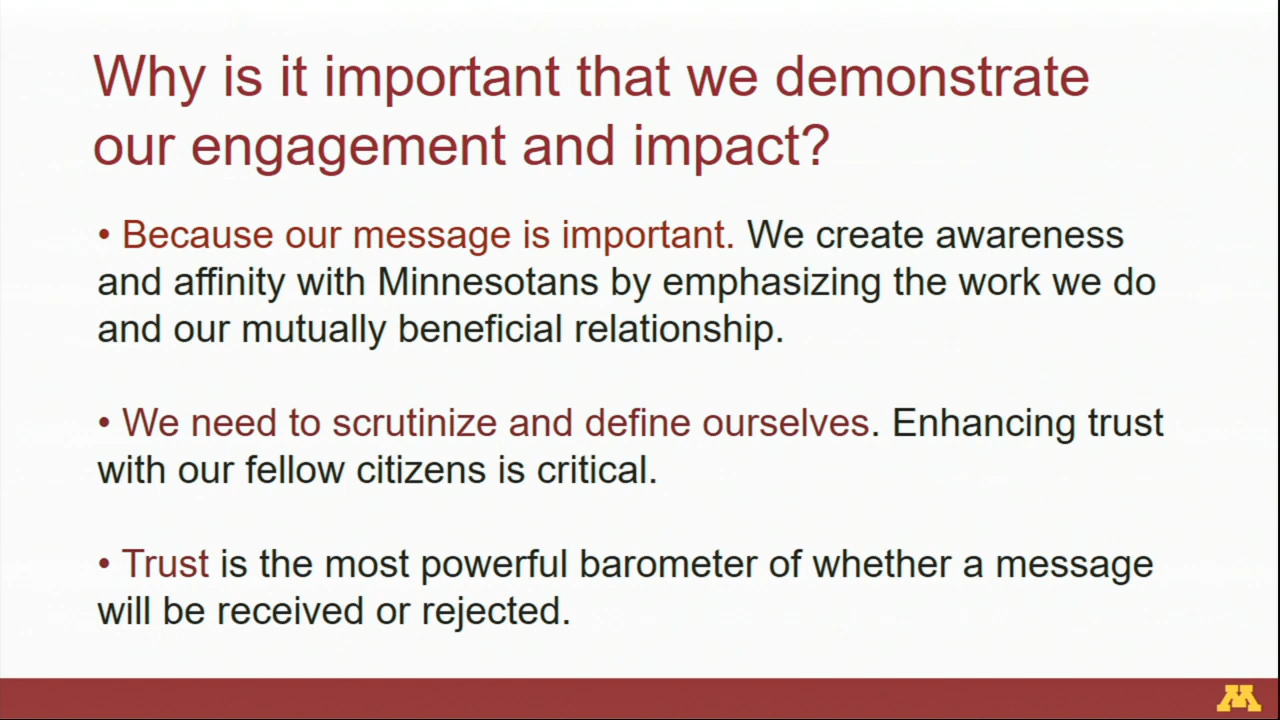 Why is it important that we demonstrate
our engagement and impact?
• Because our message is important. We create awareness
and affinity with Minnesotans by emphasizing the work we do
and our mutually beneficial relationship.
• We need to scrutinize and define ourselves. Enhancing trust
with our fellow citizens is critical.
• Trust is the most powerful barometer of whether a message
will be received or rejected.
M